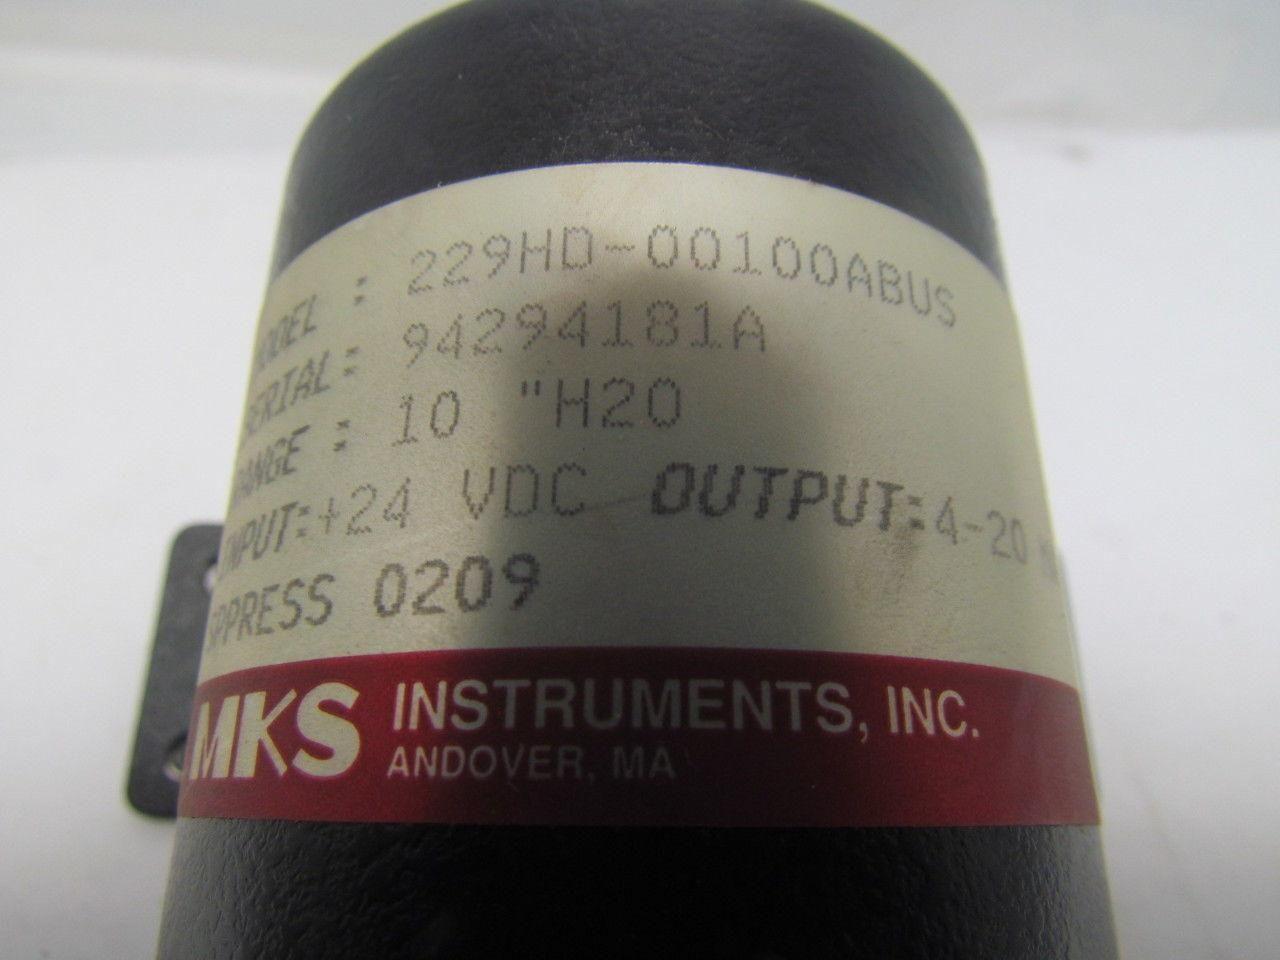 MODEL : 229HD-00100ABUS
SERIAL: 94294181A
RANGE : 10 "H20
INPUT:+24 VDC OUTPUT:4-20
SPPRESS 0209
MKS INSTRUMENTS, INC.
ANDOVER, MA